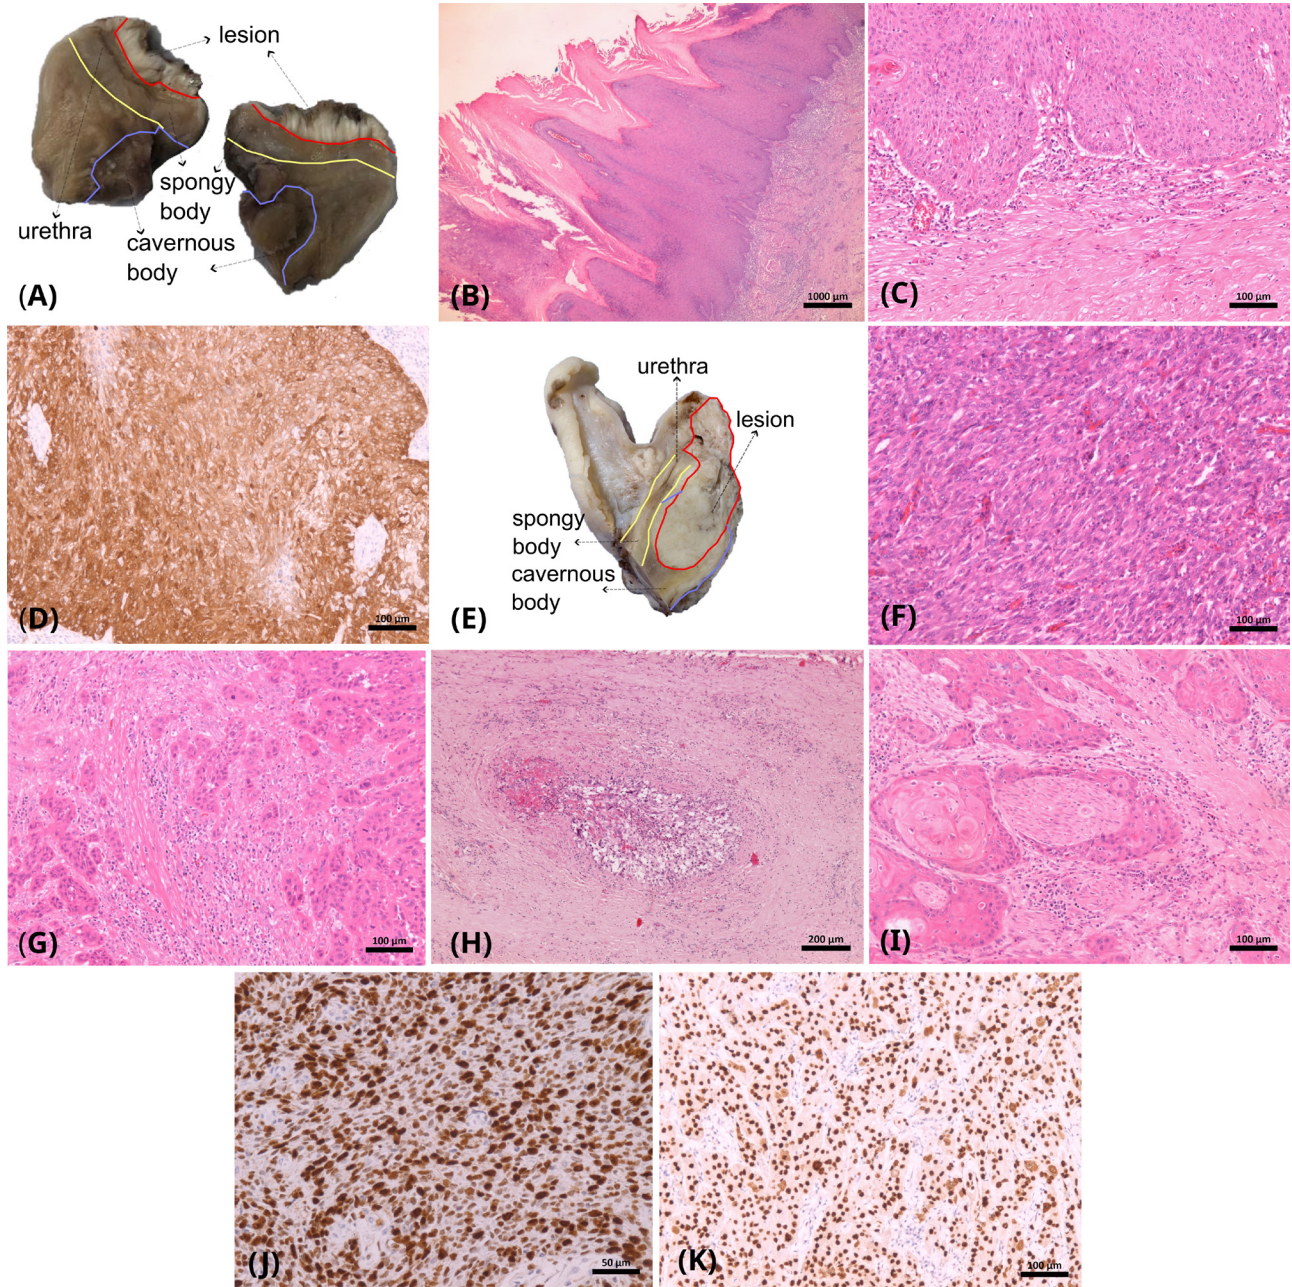 lesion
spongy
body
urethra
cavernous
body
(A)
1000 µm
(B)
100 µm
(C)
100 µm
(D)
urethra
lesion
spongy
body
cavernous
body
(E)
100 µm
(F)
100 µm
(G)
200 µm
(H)
100 µm
(I)
50 µm
(J)
100 µm
(K)